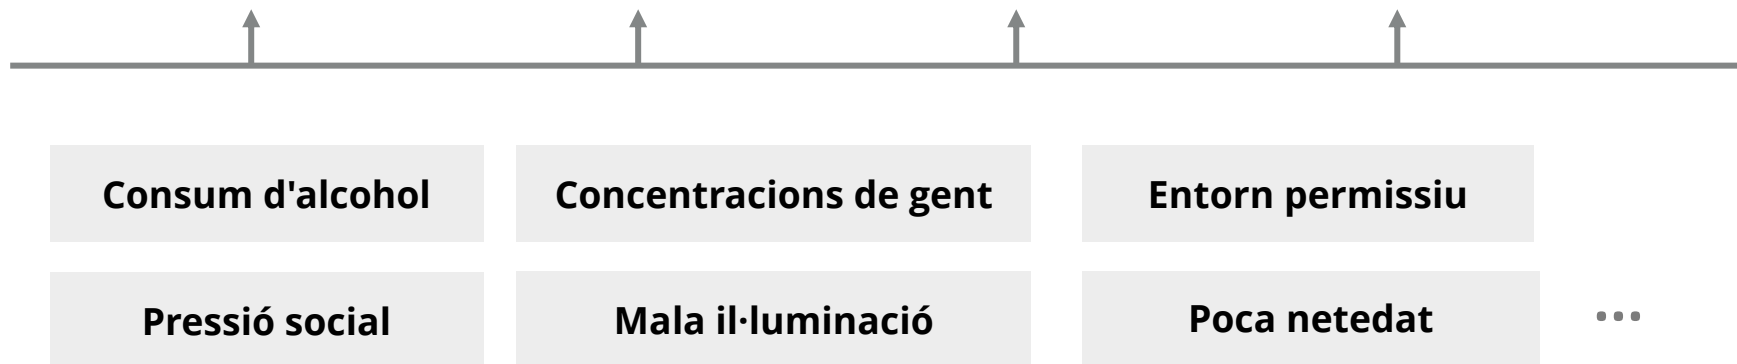 Consum d'alcohol
Concentracions de gent
Entorn permissiu
Pressió social
Mala il·luminació
Poca netedat
...